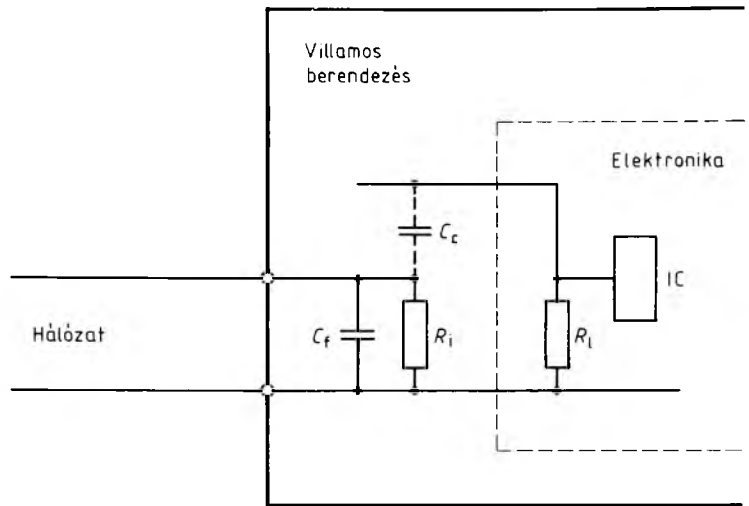 Villamos
berendezés
Elektronika
C_c
IC
Hálózat
C_f
R_i
R_l